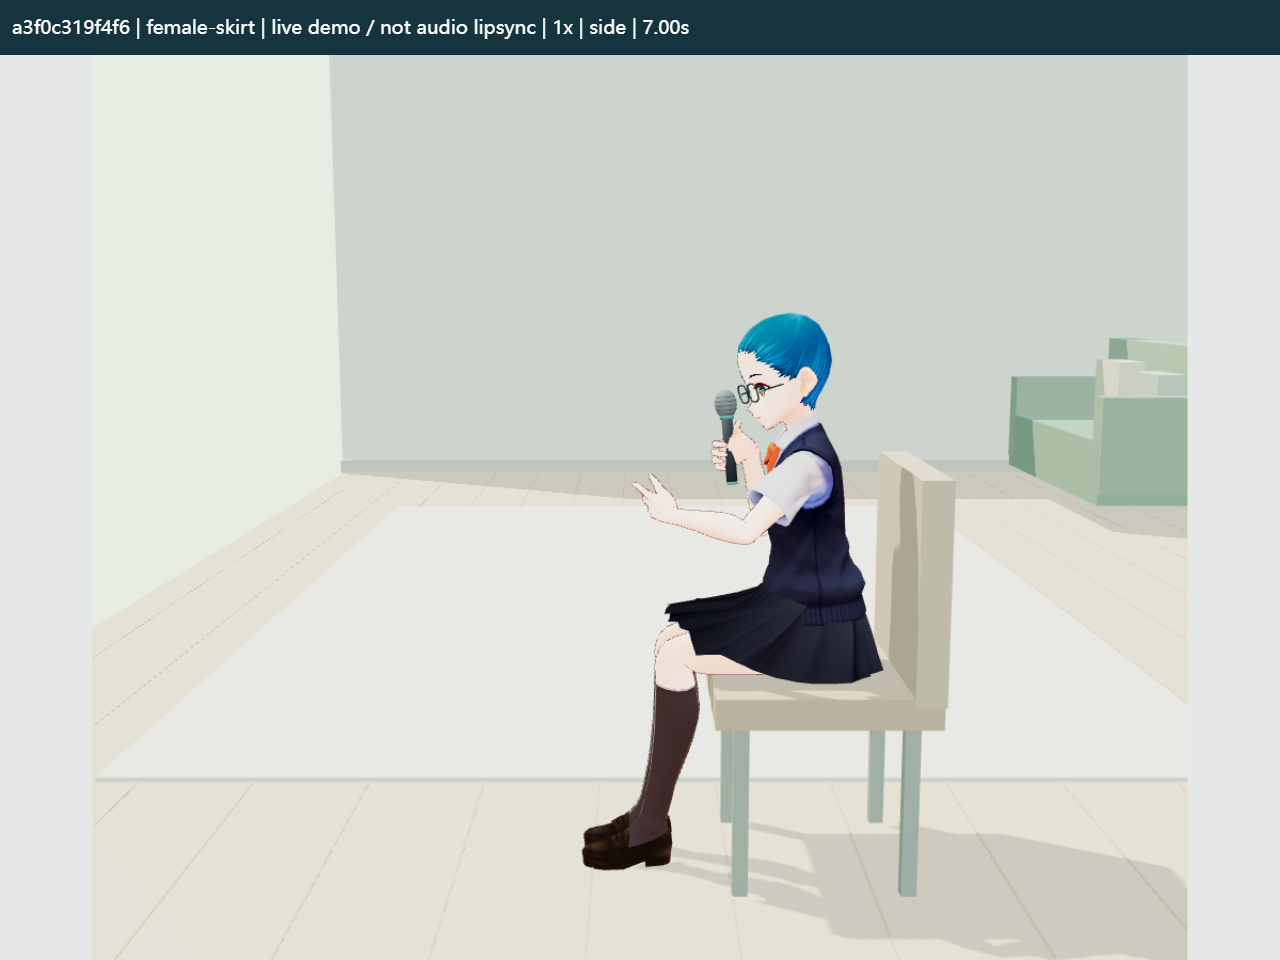 a3f0c319f4f6 | female-skirt | live demo / not audio lipsync | 1x | side | 7.00s